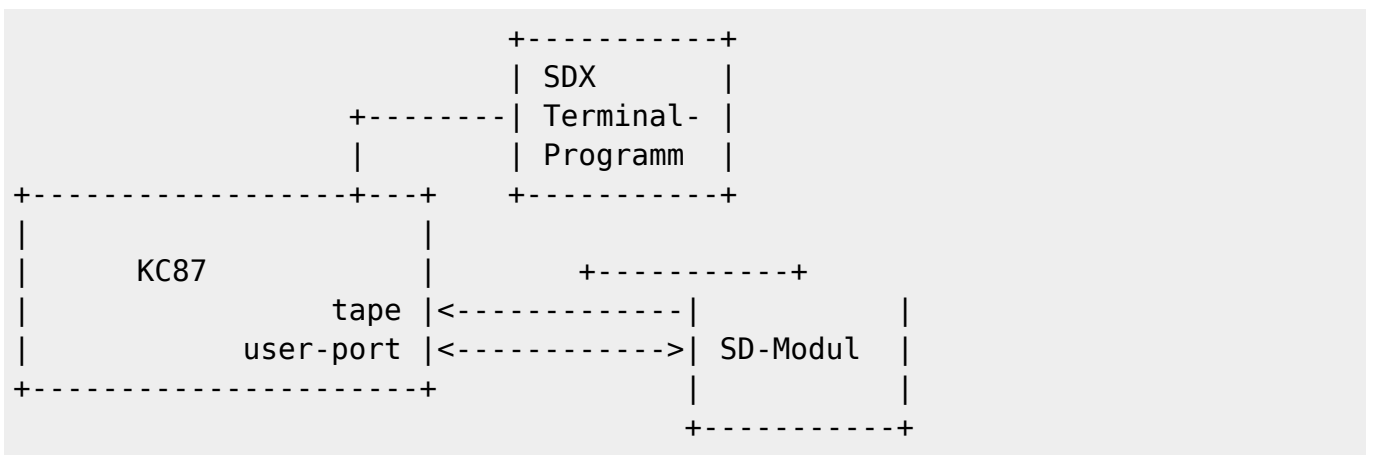 SDX
Terminal-
Programm
KC87
tape
user-port
SD-Modul